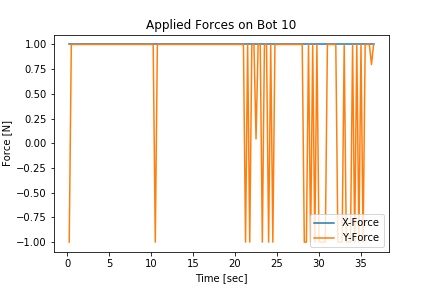 Applied Forces on Bot 10
1.00
0.75
0.50
0.25
0.00
−0.25
−0.50
−0.75
−1.00
Force [N]
X-Force
Y-Force
0 5 10 15 20 25 30 35
Time [sec]